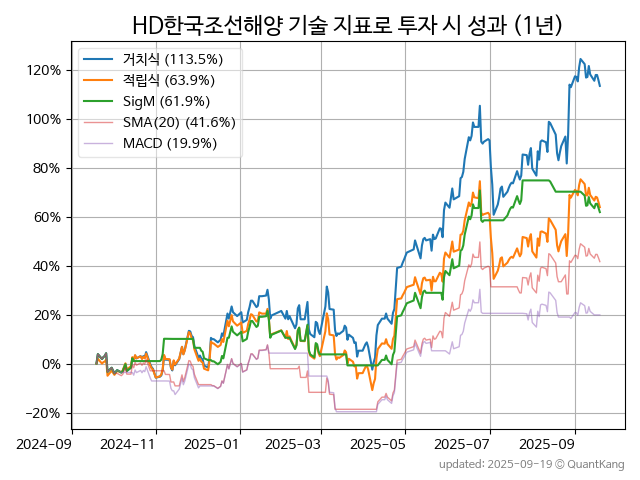 HD한국조선해양 기술 지표로 투자 시 성과 (1년)
거치식 (113.5%)
적립식 (63.9%)
SigM (61.9%)
SMA(20) (41.6%)
MACD (19.9%)
120%
100%
80%
60%
40%
20%
0%
−20%
2024-09 2024-11 2025-01 2025-03 2025-05 2025-07 2025-09
updated: 2025-09-19 © QuantKang